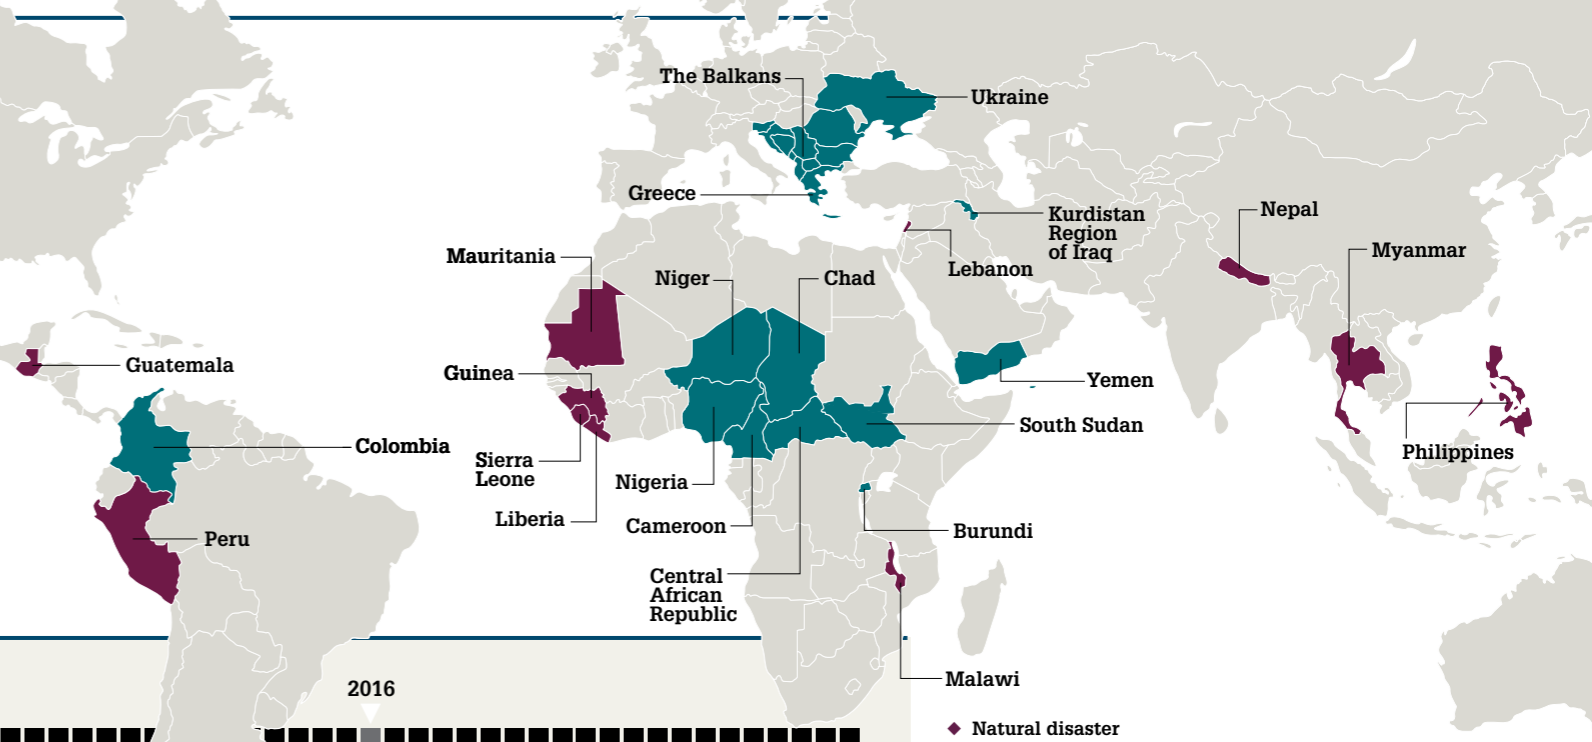 The Balkans
Ukraine
Greece
Kurdistan
Region
of Iraq
Nepal
Mauritania
Niger
Chad
Lebanon
Myanmar
Guatemala
Guinea
Yemen
Colombia
South Sudan
Sierra
Leone
Nigeria
Philippines
Liberia
Cameroon
Burundi
Peru
Central
African
Republic
Malawi
2016
Natural disaster